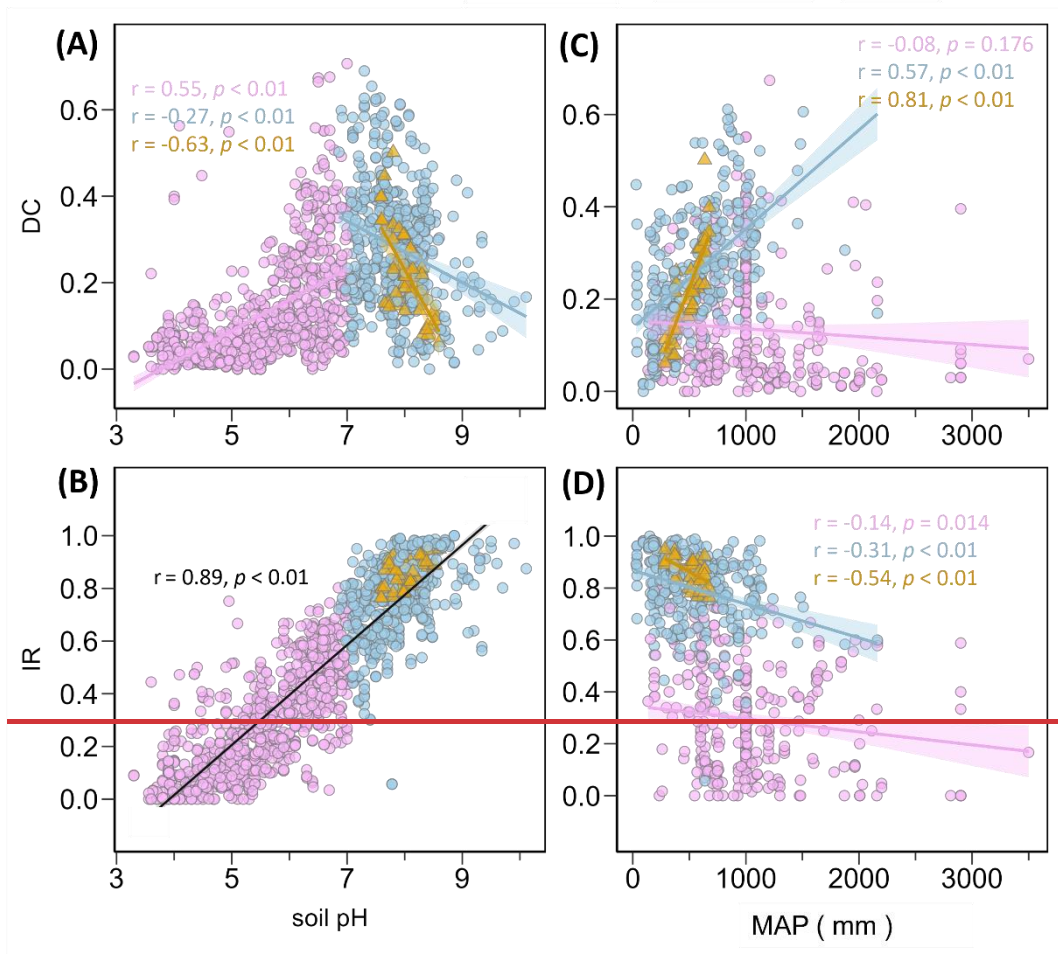 (A)
r = 0.55, p < 0.01
r = -0.27, p < 0.01
r = -0.63, p < 0.01
DC
0.6
0.4
0.2
0.0
3 5 7 9
(C)
r = -0.08, p = 0.176
r = 0.57, p < 0.01
r = 0.81, p < 0.01
0.6
0.4
0.2
0.0
0 1000 2000 3000
(B)
r = 0.89, p < 0.01
IR
1.0
0.8
0.6
0.4
0.2
0.0
3 5 7 9
soil pH
(D)
r = -0.14, p = 0.014
r = -0.31, p < 0.01
r = -0.54, p < 0.01
1.0
0.8
0.6
0.4
0.2
0.0
0 1000 2000 3000
MAP ( mm )